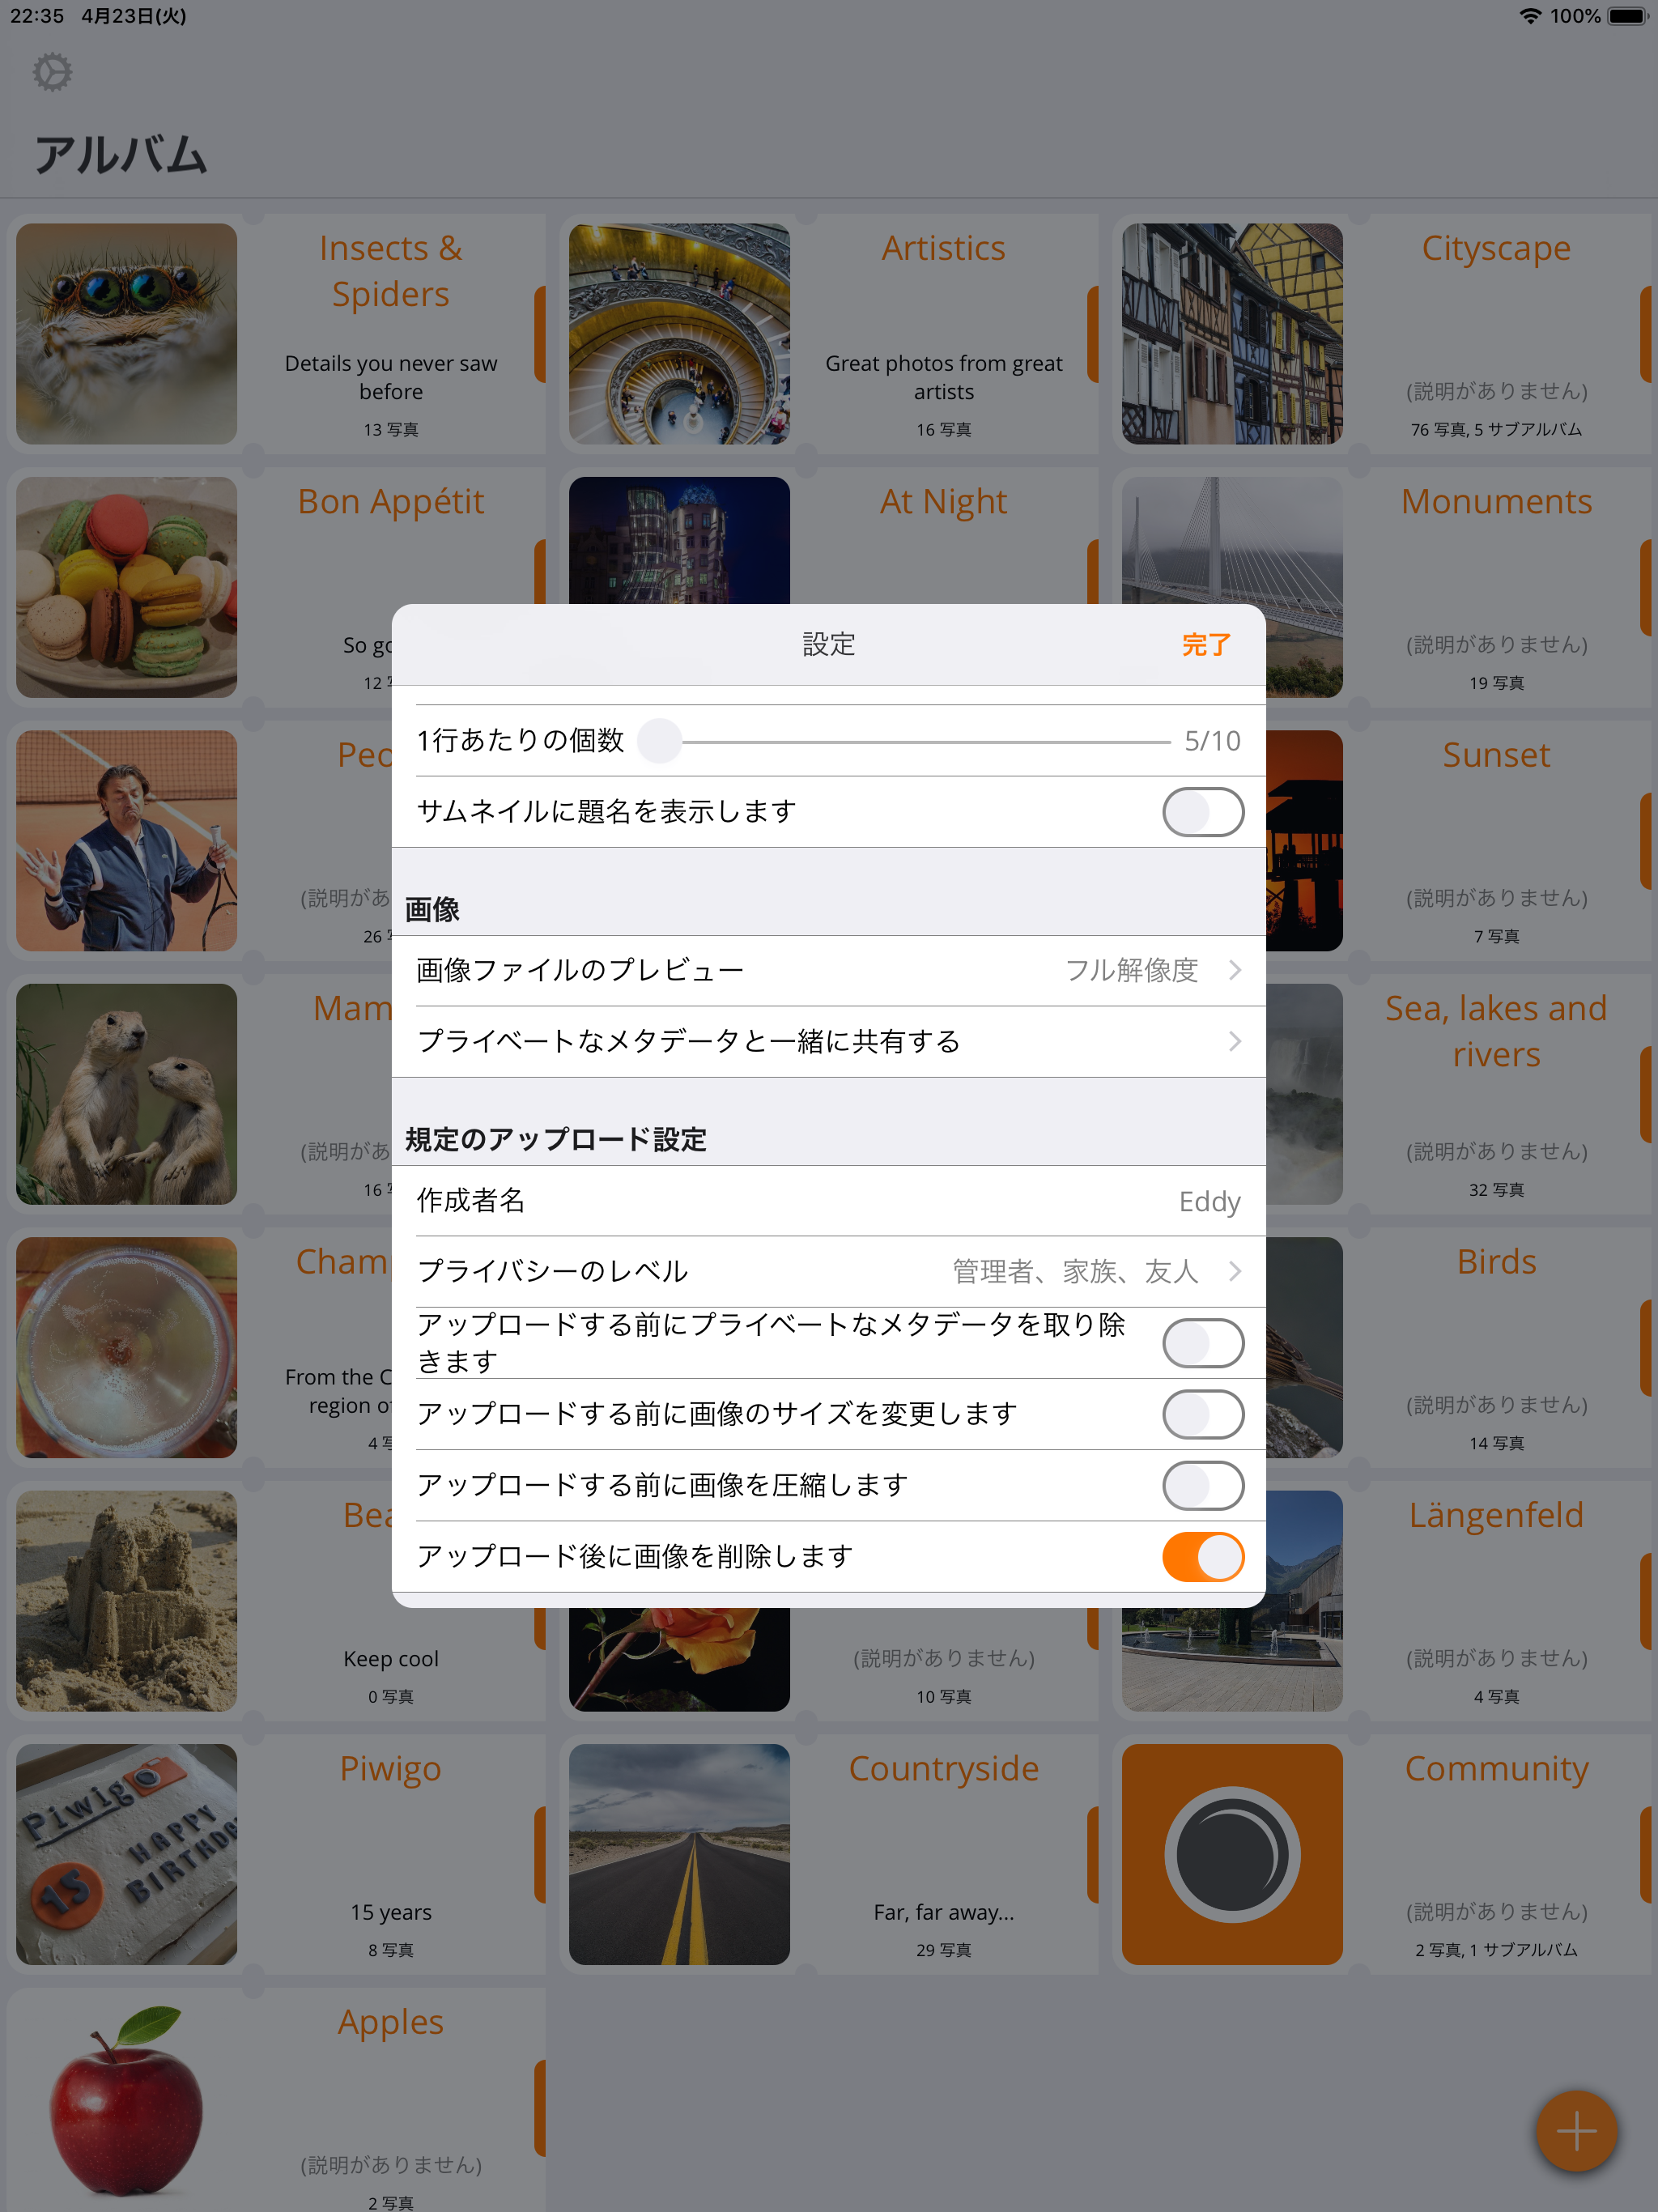 22:35 4月23日(火)
100%
アルバム
Insects &
Spiders
Details you never saw
before
13 写真
Artistics
Great photos from great
artists
16 写真
Cityscape
(説明がありません)
76 写真, 5 サブアルバム
Bon Appétit
So
12
At Night
Monuments
(説明がありません)
19 写真
設定
完了
1行あたりの個数
5/10
サムネイルに題名を表示します
画像
画像ファイルのプレビュー
フル解像度
プライベートなメタデータと一緒に共有する
規定のアップロード設定
作成者名
Eddy
プライバシーのレベル
管理者、家族、友人
アップロードする前にプライベートなメタデータを取り除
きます
アップロードする前に画像のサイズを変更します
アップロードする前に画像を圧縮します
アップロード後に画像を削除します
Peo
(説明があ
26
Sunset
(説明がありません)
7 写真
Mam
(説明があ
16
Sea, lakes and
rivers
(説明がありません)
32 写真
Cham
From the C
region o
4 写
Birds
(説明がありません)
14 写真
Bea
Keep cool
0 写真
(説明がありません)
10 写真
Längenfeld
(説明がありません)
4 写真
Piwigo
HAPPY
BIRTHDA
15
Piwigo
15 years
8 写真
Countryside
Far, far away...
29 写真
Community
(説明がありません)
2 写真, 1 サブアルバム
Apples
(説明がありません)
2 写真